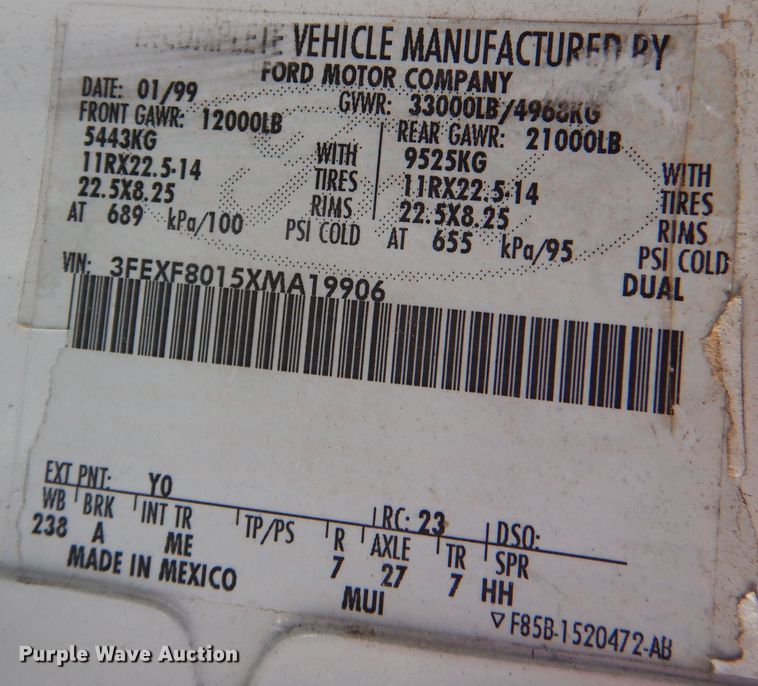 INCOMPLETE VEHICLE MANUFACTURED BY
FORD MOTOR COMPANY
DATE: 01/99
GVWR: 33000LB/4968KG
FRONT GAWR: 12000LB
5443KG
WITH
11RX22.5-14
TIRES
22.5X8.25
RIMS
AT 689 kPa/100
PSI COLD
REAR GAWR: 21000LB
9525KG
WITH
11RX22.5-14
TIRES
22.5X8.25
RIMS
AT 655 kPa/95
PSI COLD
DUAL
VIN: 3FEXF8015XMA19906
EXT PNT: YO
RC: 23
DSO:
WB BRK INT TR TP/PS R AXLE TR SPR
238 A ME 7 27 7 HH
MADE IN MEXICO
MUI
▽ F85B-1520472-AB
Purple Wave Auction